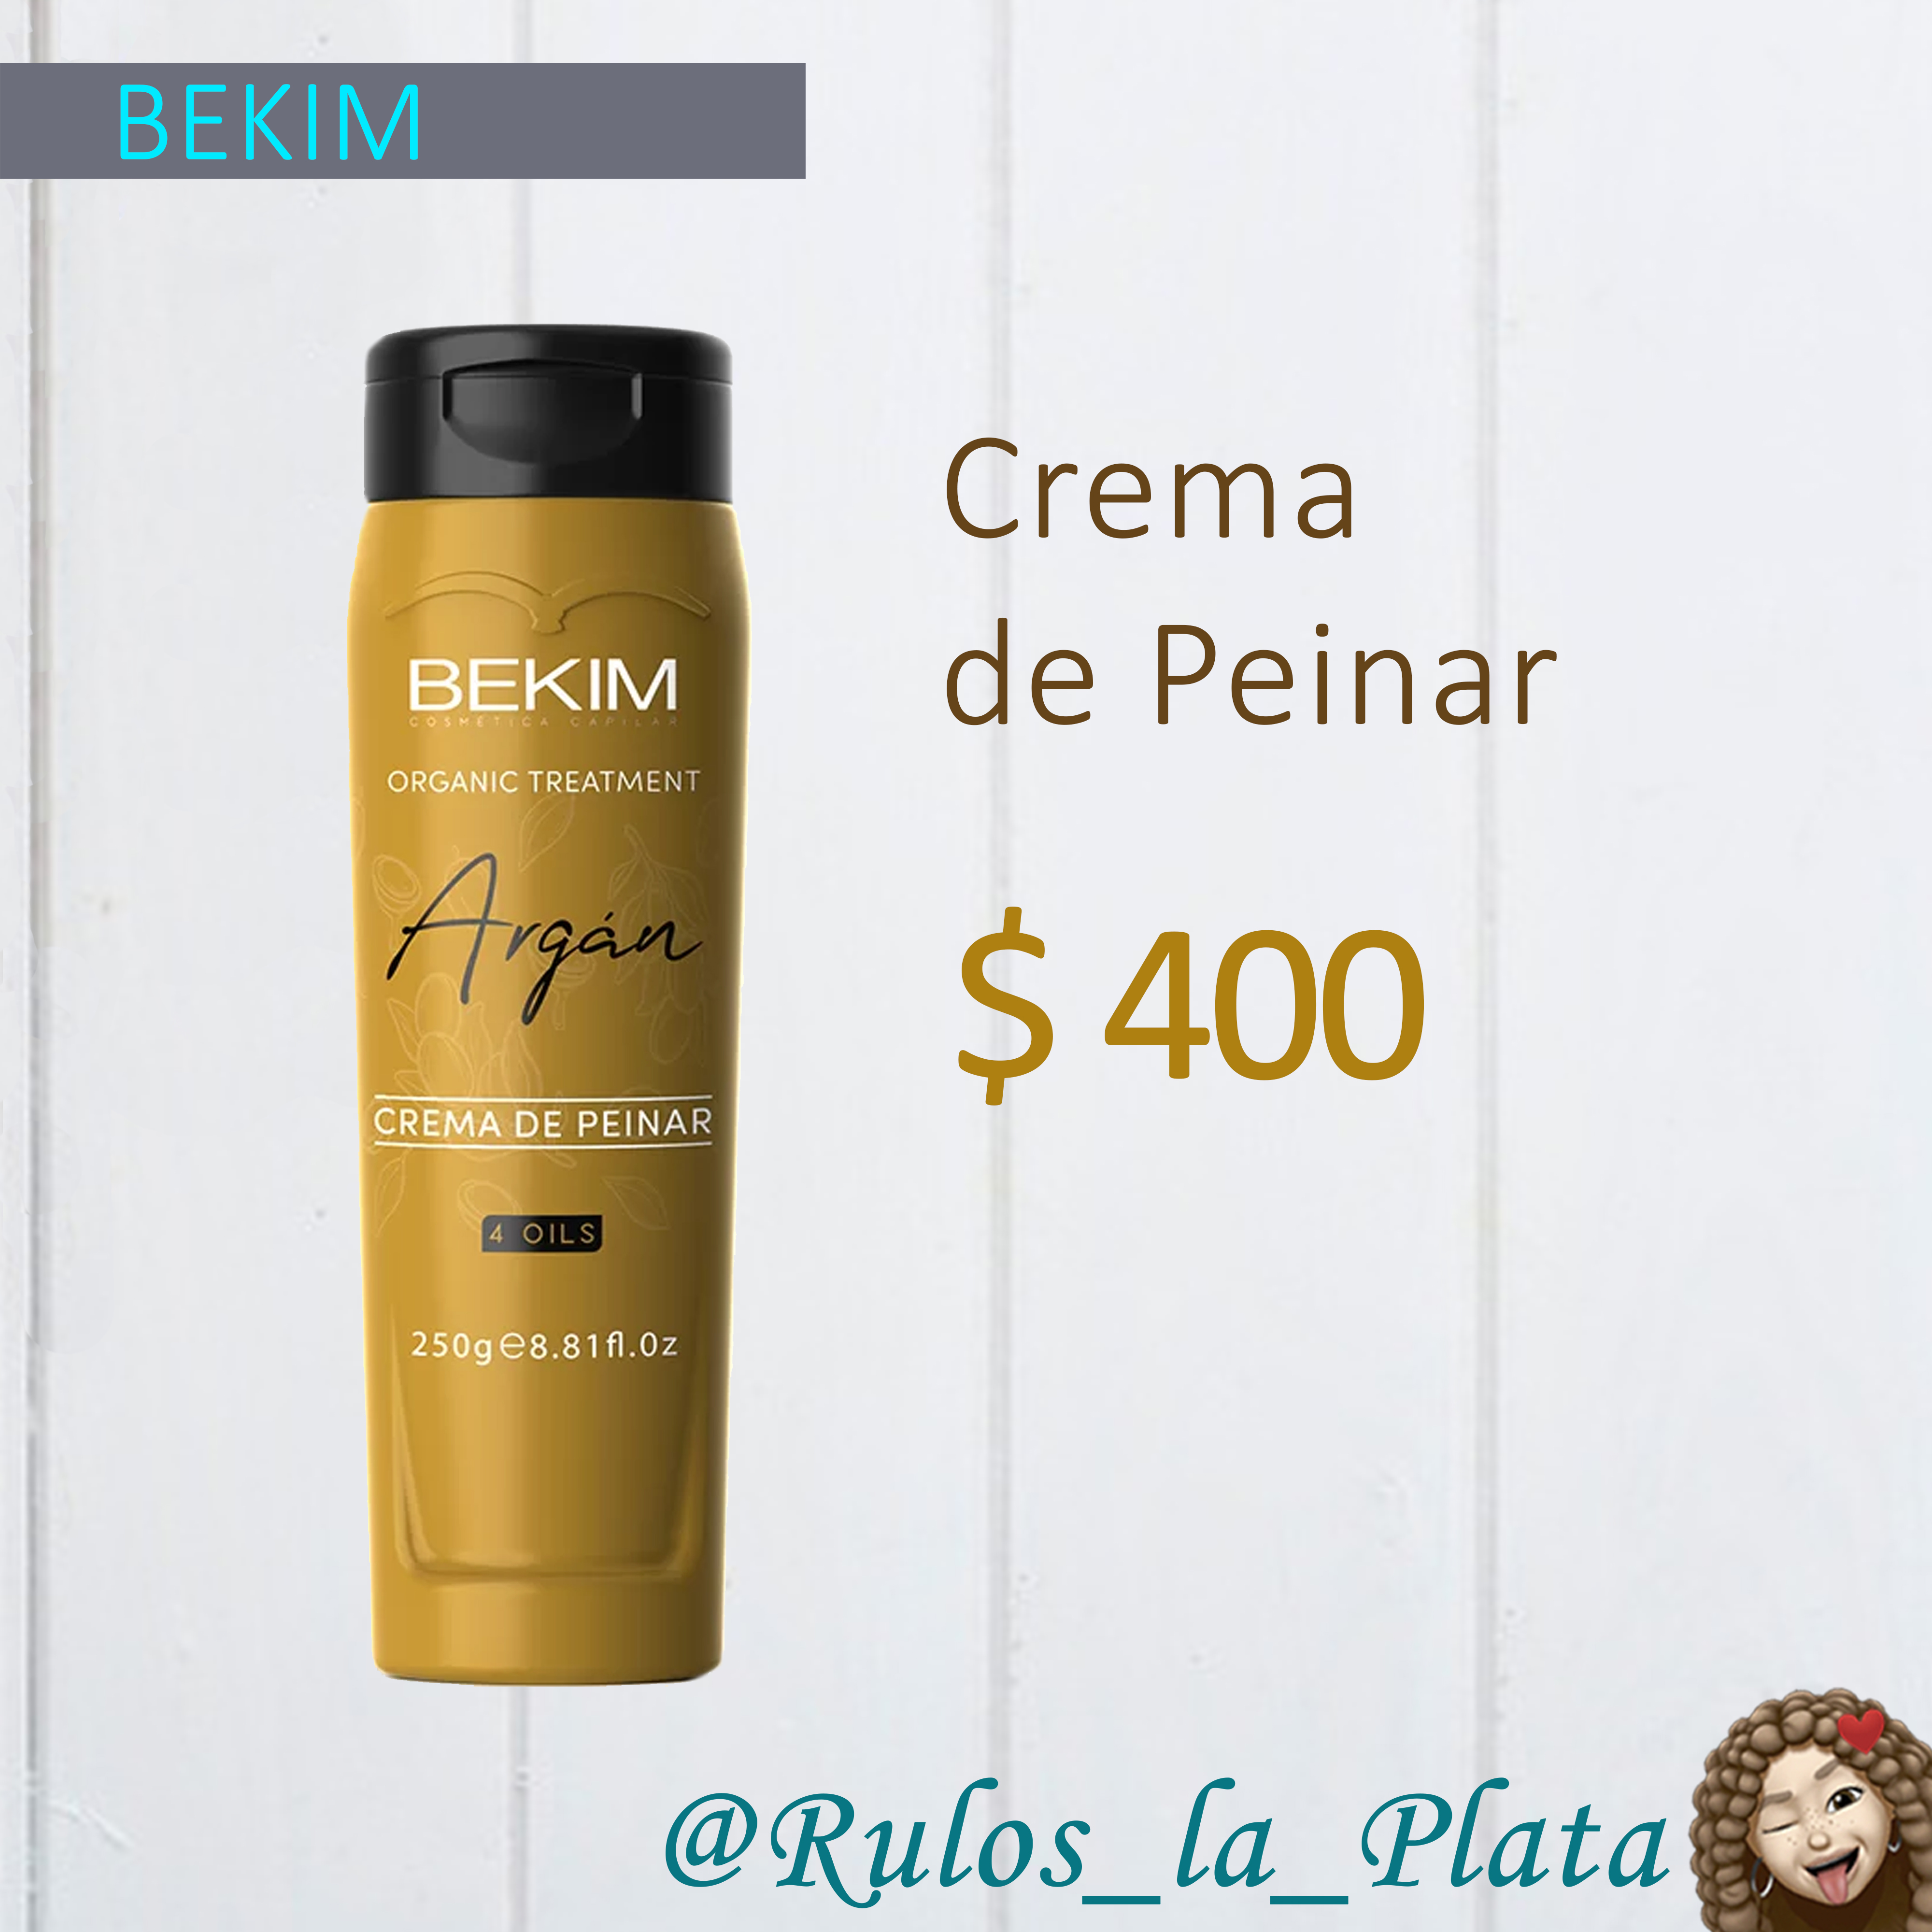 BEKIM
BEKIM
COSMÉTICA CAPILAR
ORGANIC TREATMENT
Argán
CREMA DE PEINAR
4 OILS
250g℮8.81fl.0z
Crema
de Peinar
$ 400
@Rulos_la_Plata